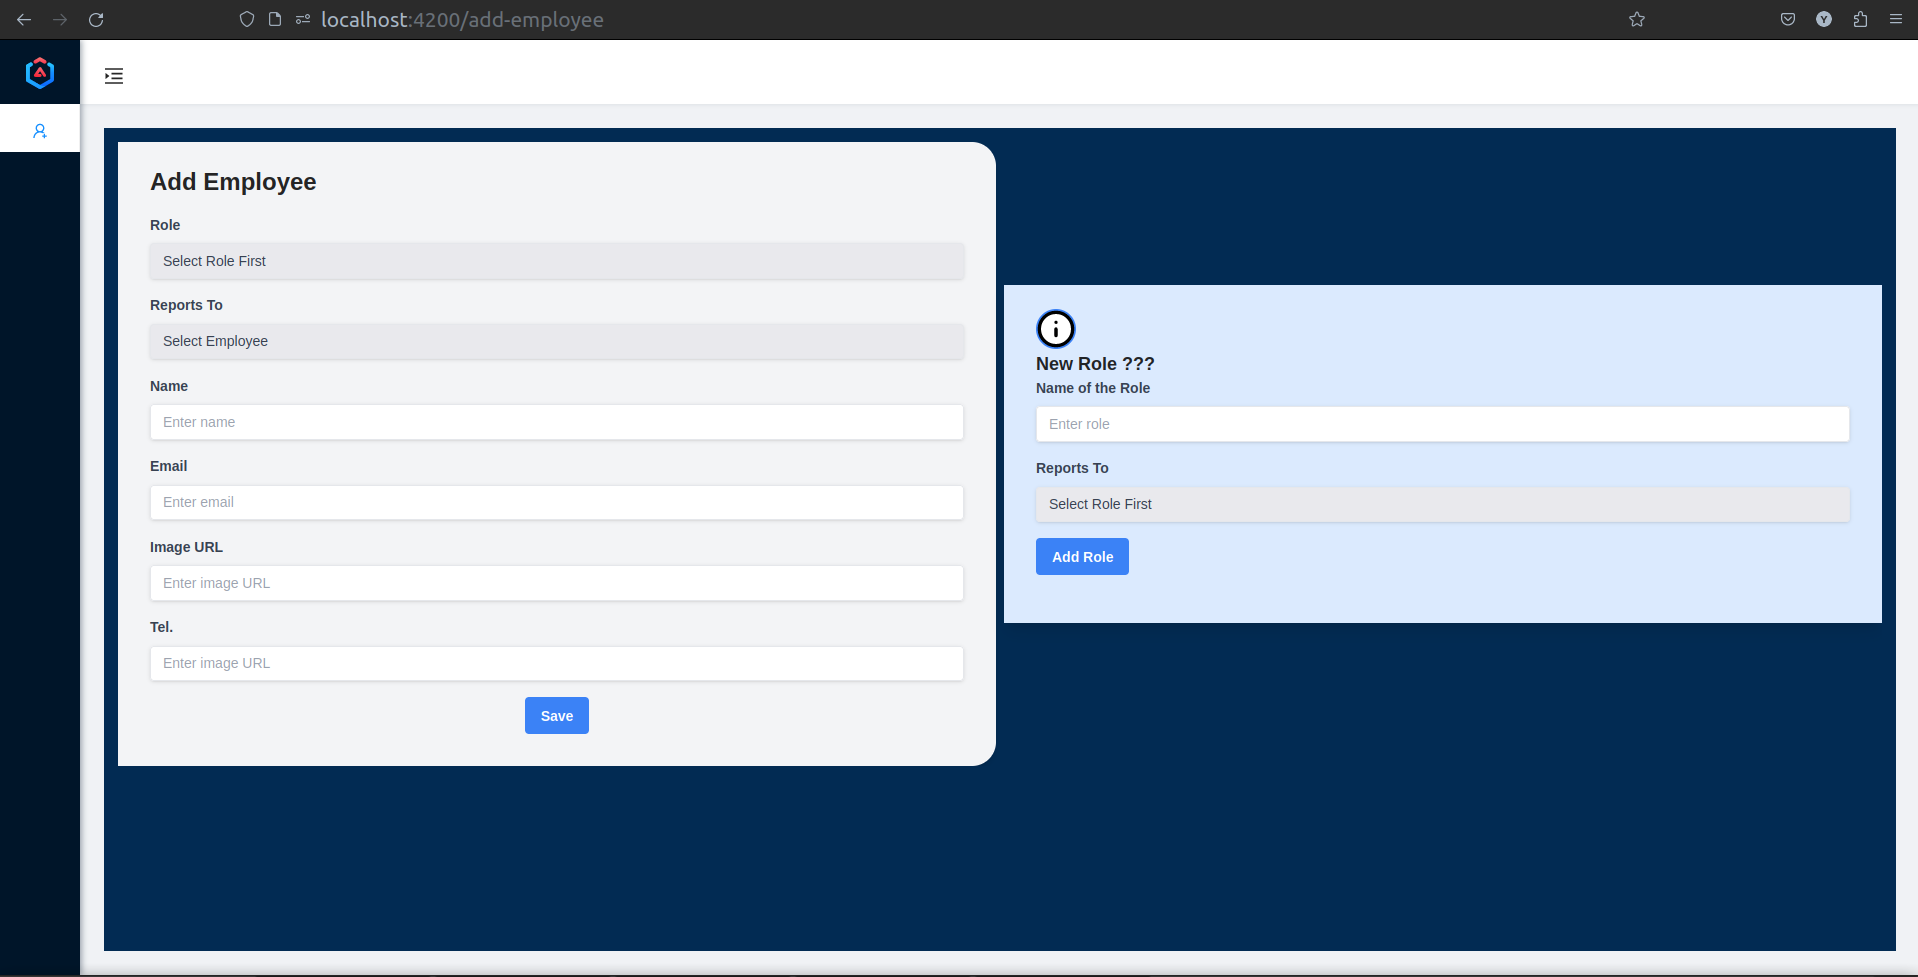 localhost:4200/add-employee
Y
Add Employee
Role
Select Role First
Reports To
Select Employee
Name
Enter name
Email
Enter email
Image URL
Enter image URL
Tel.
Enter image URL
Save
New Role ???
Name of the Role
Enter role
Reports To
Select Role First
Add Role